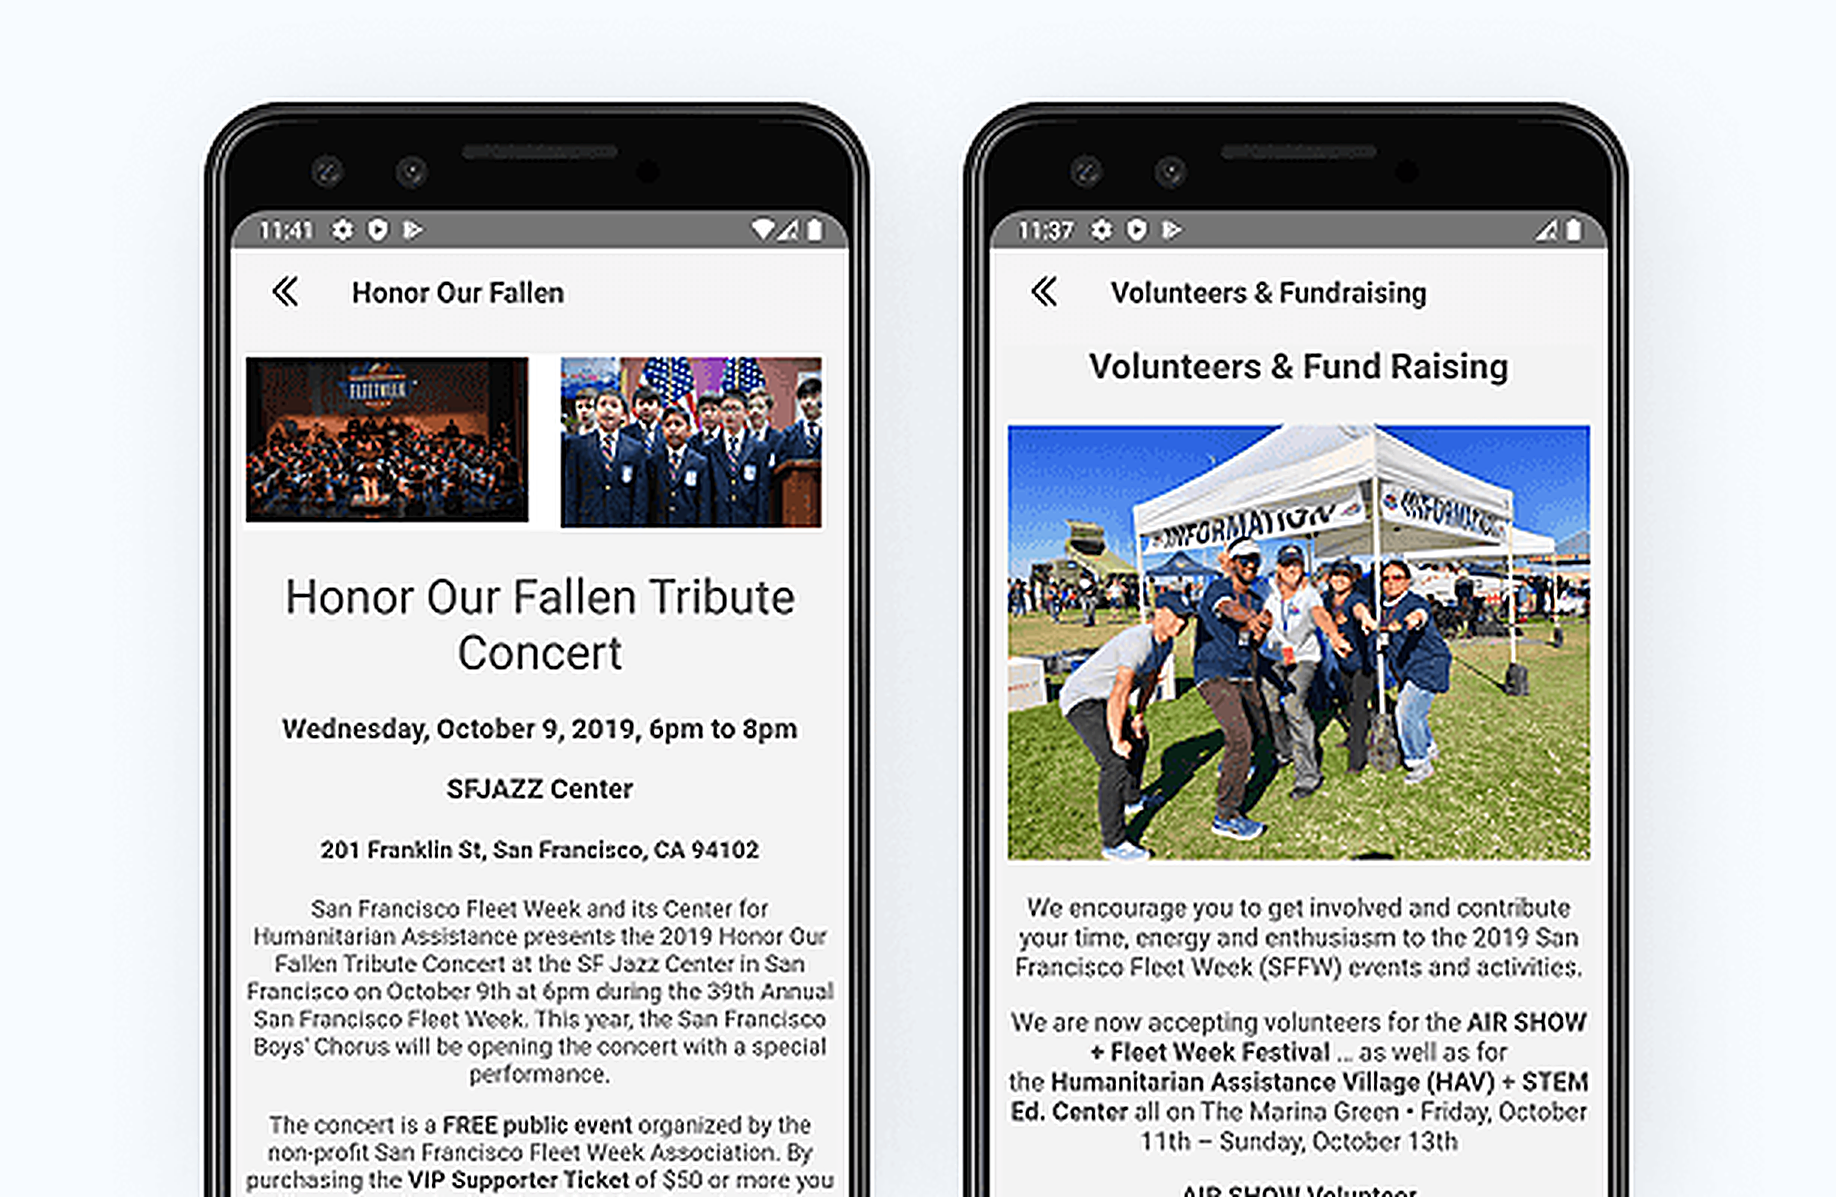 11:41
Honor Our Fallen
FLEETWEEK
Honor Our Fallen Tribute
Concert
Wednesday, October 9, 2019, 6pm to 8pm
SFJAZZ Center
201 Franklin St, San Francisco, CA 94102
San Francisco Fleet Week and its Center for
Humanitarian Assistance presents the 2019 Honor Our
Fallen Tribute Concert at the SF Jazz Center in San
Francisco on October 9th at 6pm during the 39th Annual
San Francisco Fleet Week. This year, the San Francisco
Boys' Chorus will be opening the concert with a special
performance.
The concert is a FREE public event organized by the
non-profit San Francisco Fleet Week Association. By
purchasing the VIP Supporter Ticket of $50 or more you
11:37
Volunteers & Fundraising
Volunteers & Fund Raising
INFORMATION
INFORMATION
We encourage you to get involved and contribute
your time, energy and enthusiasm to the 2019 San
Francisco Fleet Week (SFFW) events and activities.
We are now accepting volunteers for the AIR SHOW
+ Fleet Week Festival ... as well as for
the Humanitarian Assistance Village (HAV) + STEM
Ed. Center all on The Marina Green • Friday, October
11th – Sunday, October 13th
AIR SHOW Volunteer